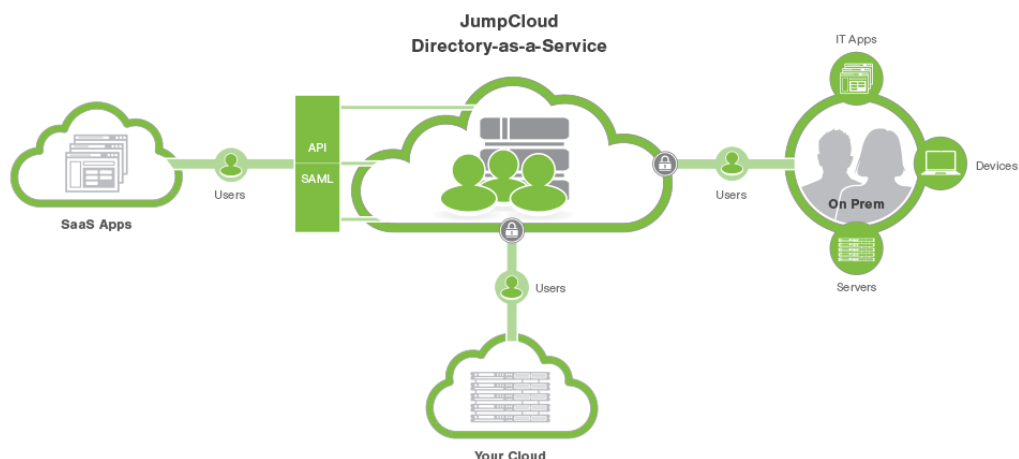 JumpCloud
Directory-as-a-Service
IT Apps
API
SAML
Users
Users
Devices
SaaS Apps
On Prem
Servers
Users
Your Cloud